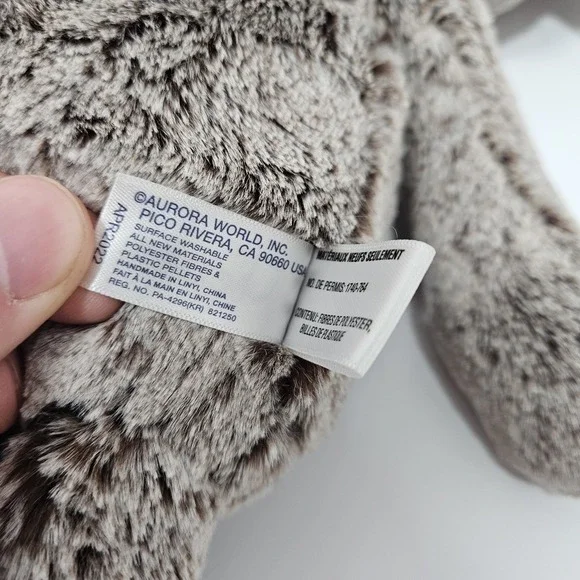 ©AURORA WORLD, INC.
PICO RIVERA, CA 90660 USA
SURFACE WASHABLE
ALL NEW MATERIALS
POLYESTER FIBRES &
PLASTIC PELLETS
HANDMADE IN LINYI, CHINA
FAIT À LA MAIN EN LINYI, CHINE
REG. NO. PA-4296(KR) 821250
APR2022
MATERIAUX NEUFS SEULEMENT
NO. DE PERMIS: 1740-764
CONTENU: FIBRES DE POLYESTER,
BILLES DE PLASTIQUE